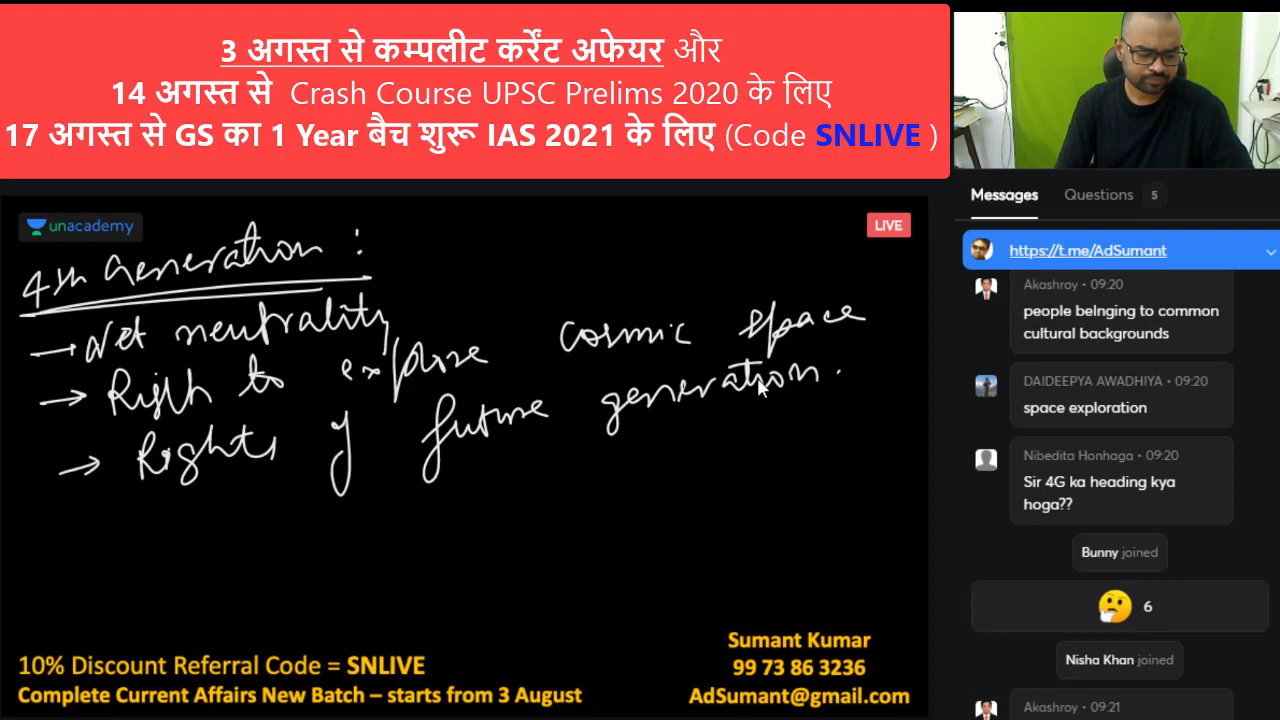 3 अगस्त से कम्पलीट करेंट अफेयर और
14 अगस्त से Crash Course UPSC Prelims 2020 के लिए
17 अगस्त से GS का 1 Year बैच शुरू IAS 2021 के लिए (Code SNLIVE )
unacademy
LIVE
4th Generation :
→ Net neutrality
→ Right to explore cosmic space
→ Rights of future generation.
10% Discount Referral Code = SNLIVE
Complete Current Affairs New Batch – starts from 3 August
Sumant Kumar
99 73 86 3236
AdSumant@gmail.com
Messages Questions 5
https://t.me/AdSumant
Akashroy • 09:20
people belnging to common
cultural backgrounds
DAIDEEPYA AWADHIYA • 09:20
space exploration
Nibedita Honhaga • 09:20
Sir 4G ka heading kya
hoga??
Bunny joined
6
Nisha Khan joined
Akashroy • 09:21